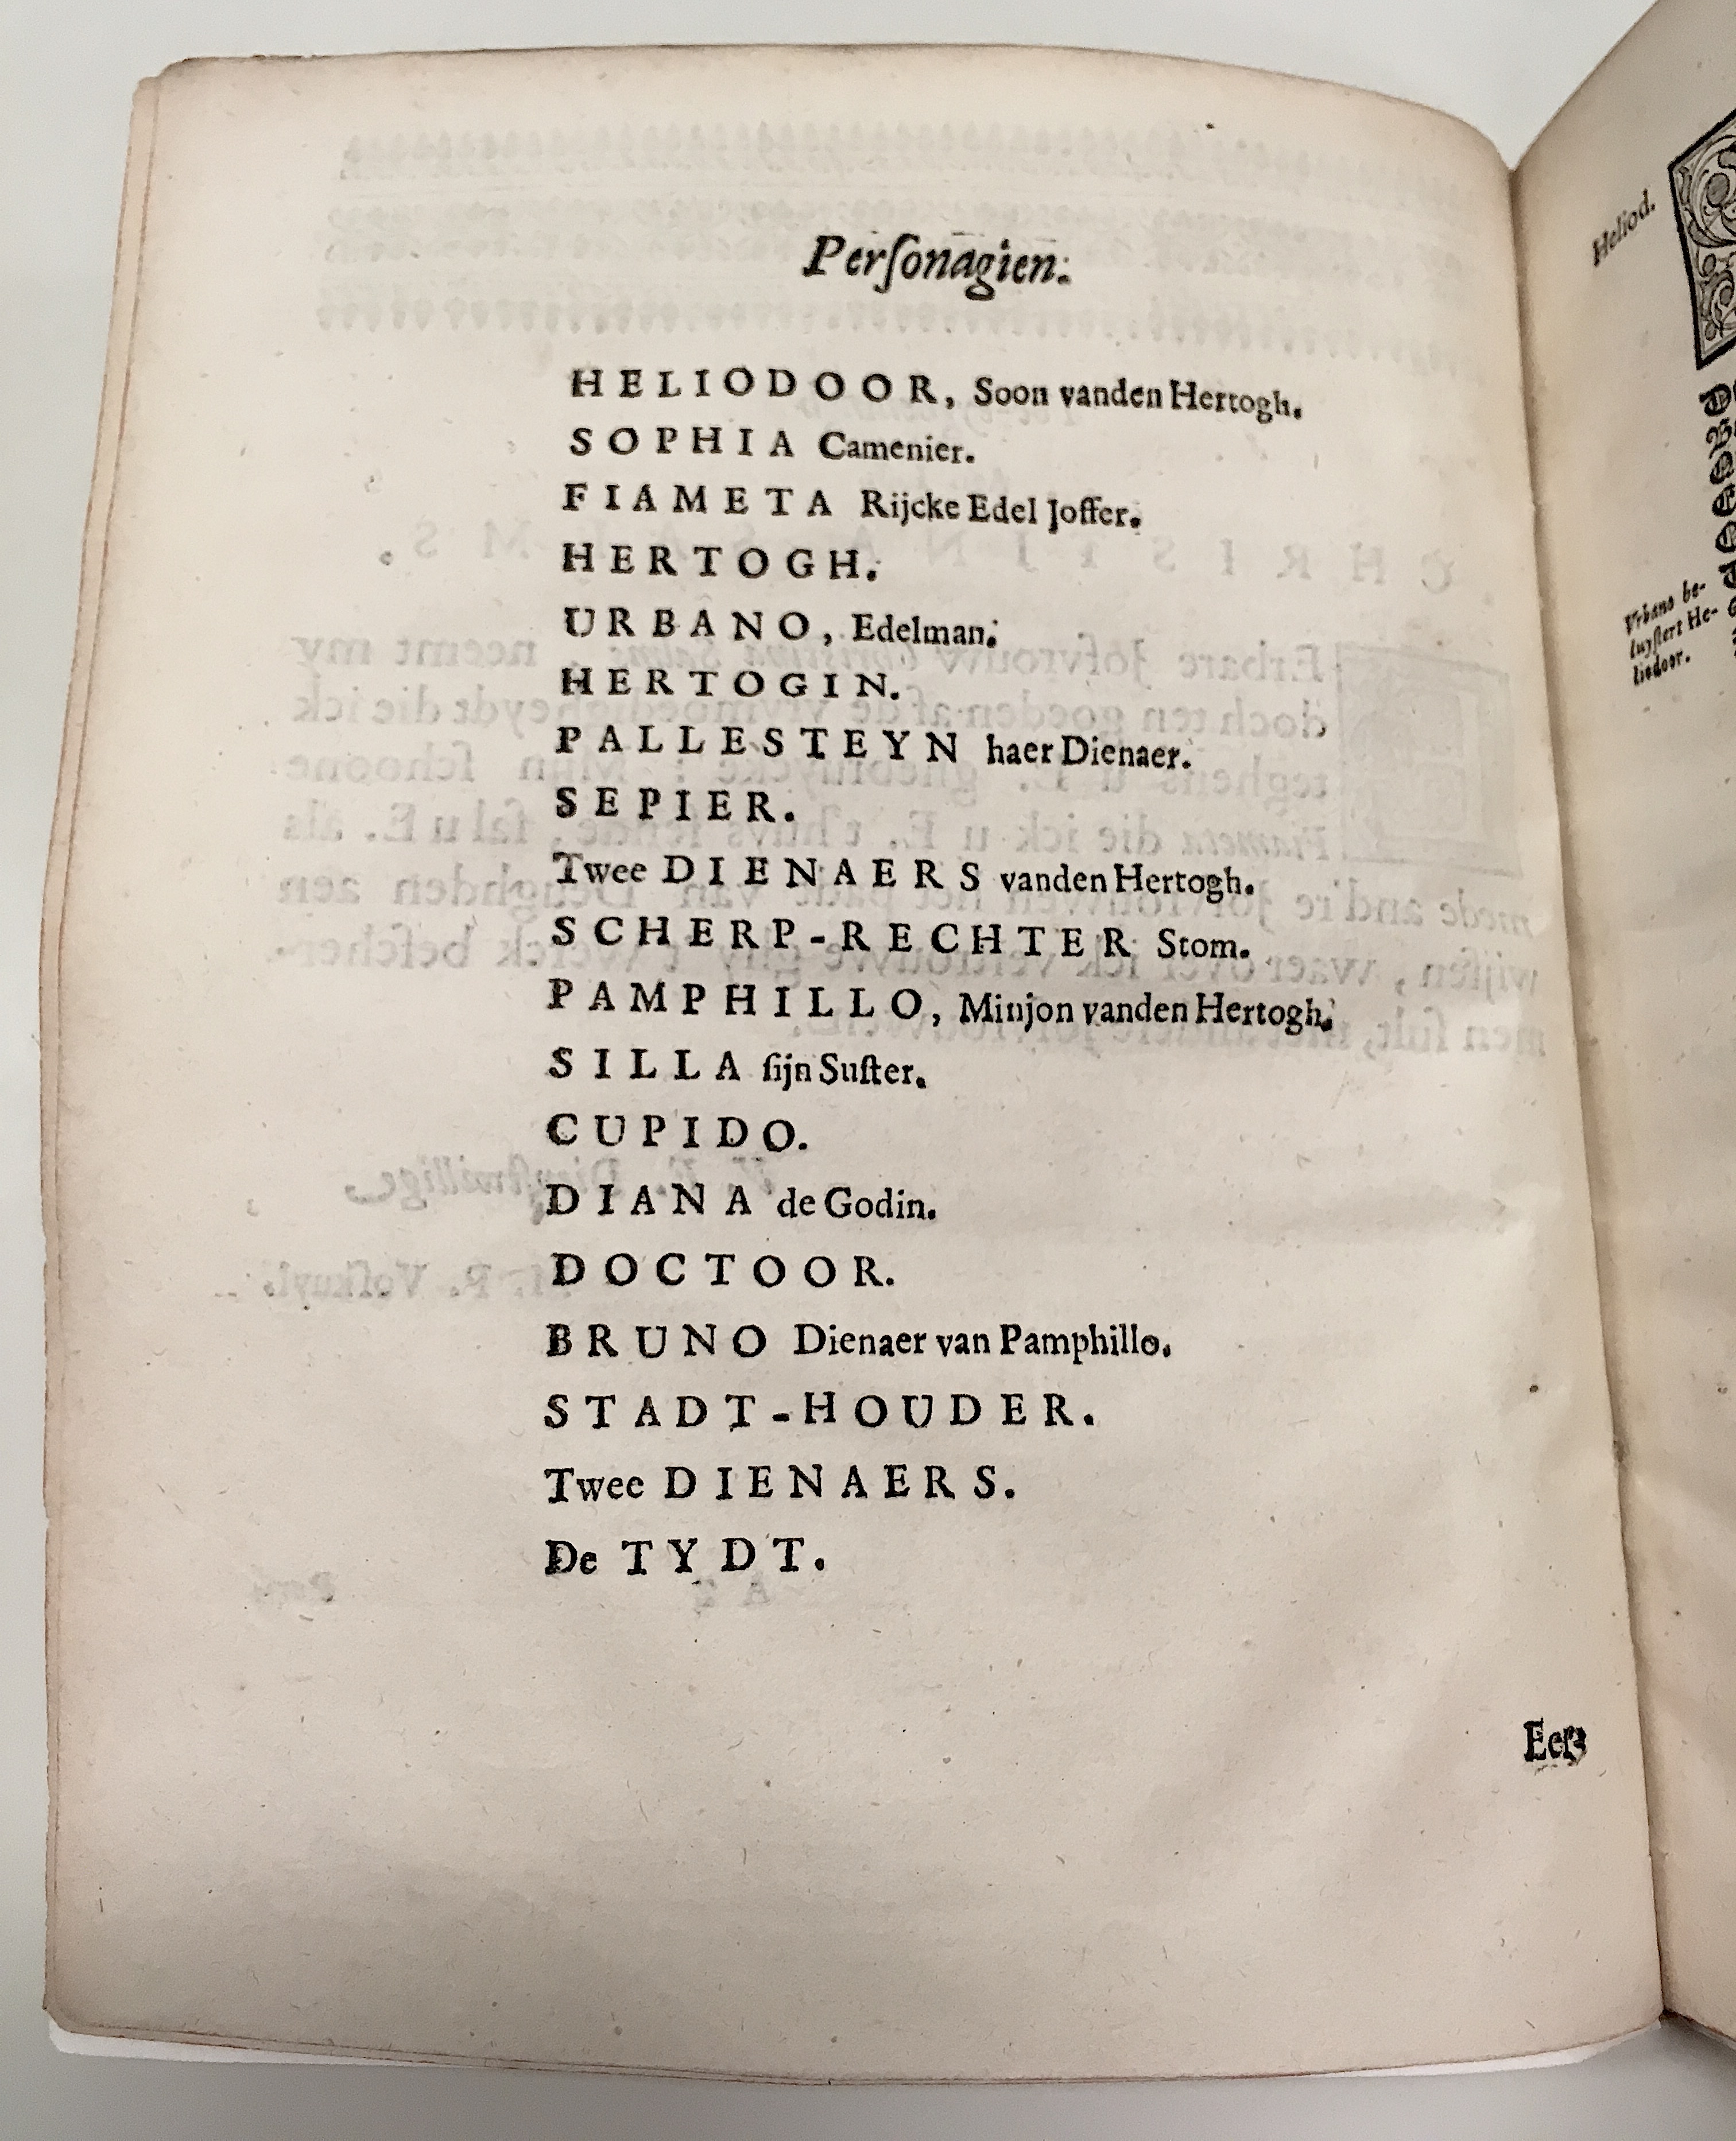 Perſonagien.
HELIODOOR, Soon vanden Hertogh.
SOPHIA Camenier.
FIAMETA Rijcke Edel Joffer.
HERTOGH.
URBANO, Edelman.
HERTOGIN.
PALLESTEYN haer Dienaer.
SEPIER.
Twee DIENAERS vanden Hertogh.
SCHERP-RECHTER Stom.
PAMPHILLO, Minjon vanden Hertogh.
SILLA ſijn Suſter.
CUPIDO.
DIANA de Godin.
DOCTOOR.
BRUNO Dienaer van Pamphillo.
STADT-HOUDER.
Twee DIENAERS.
De TYDT.
Eer-
Heliod.
Vrbano be-
luyſtert He-
liodoor.